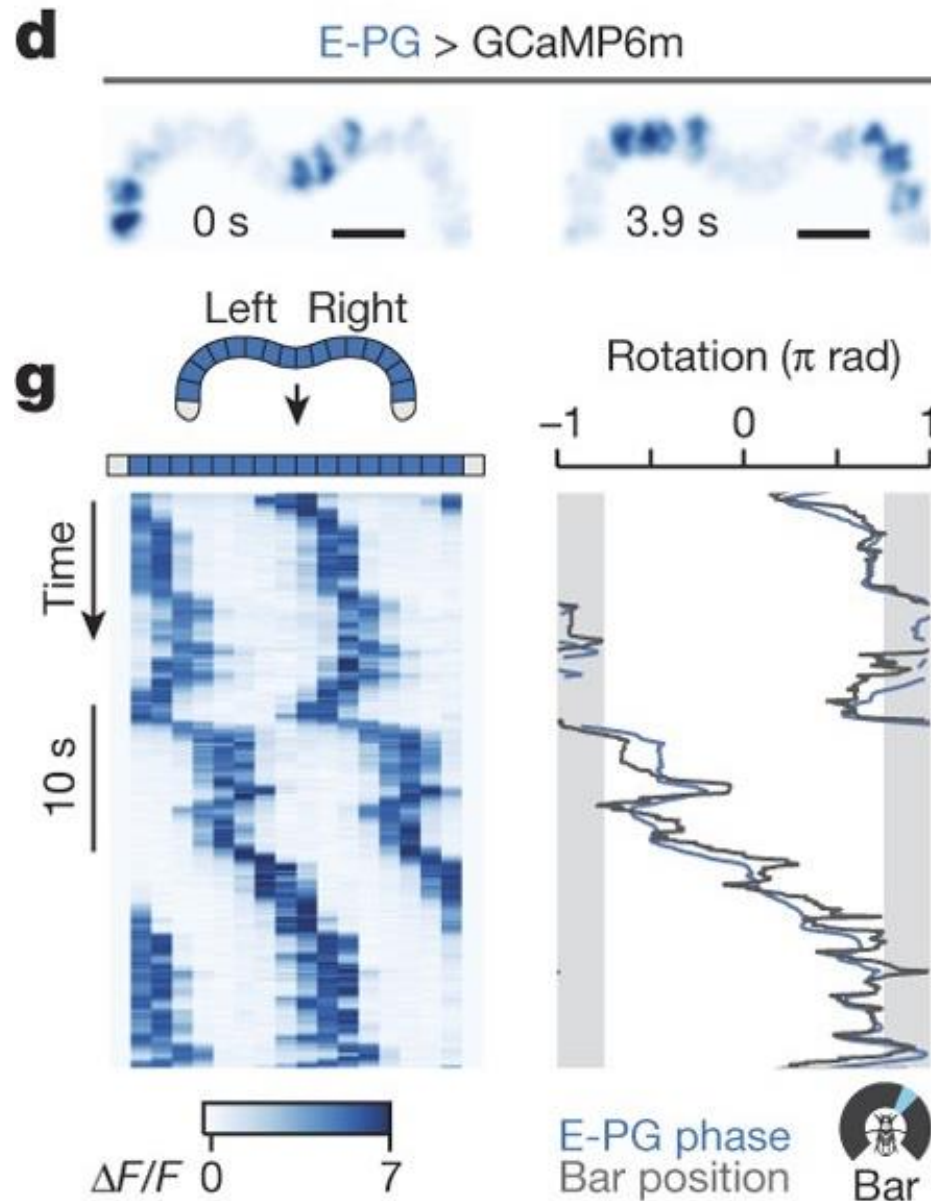 d
E-PG > GCaMP6m
0 s
3.9 s
Left Right
g
Rotation (π rad)
−1 0 1
Time
10 s
ΔF/F 0 7
E-PG phase
Bar position
Bar